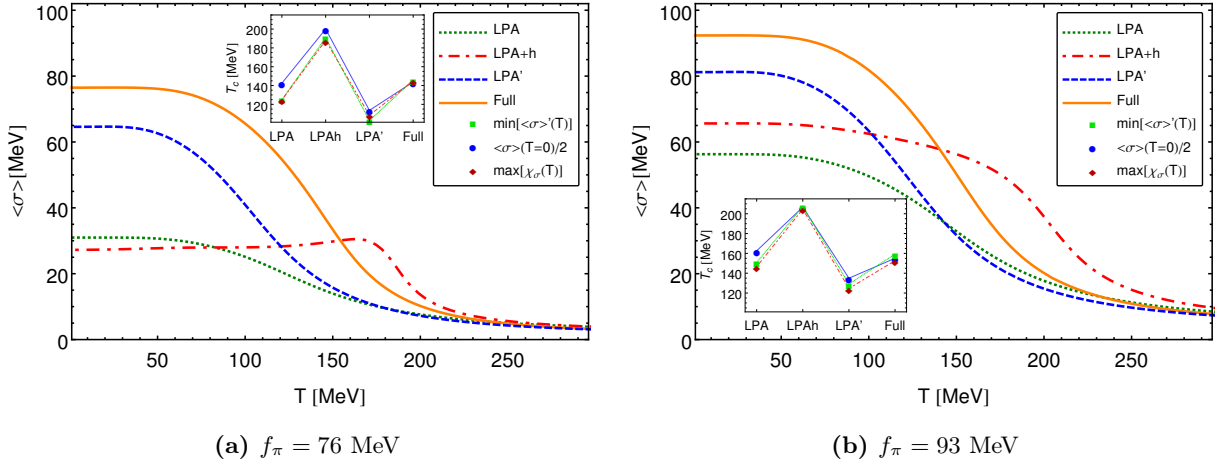 100
80
60
40
20
0
<σ>[MeV]
50
100
150
200
250
T [MeV]
T_c [MeV]
200
180
160
140
120
LPA
LPAh
LPA'
Full
LPA
LPA+h
LPA'
Full
min[<σ>'(T)]
<σ>(T=0)/2
max[χ_σ(T)]
(a) f_π = 76 MeV
100
80
60
40
20
0
<σ>[MeV]
50
100
150
200
250
T [MeV]
T_c [MeV]
200
180
160
140
120
LPA
LPAh
LPA'
Full
LPA
LPA+h
LPA'
Full
min[<σ>'(T)]
<σ>(T=0)/2
max[χ_σ(T)]
(b) f_π = 93 MeV